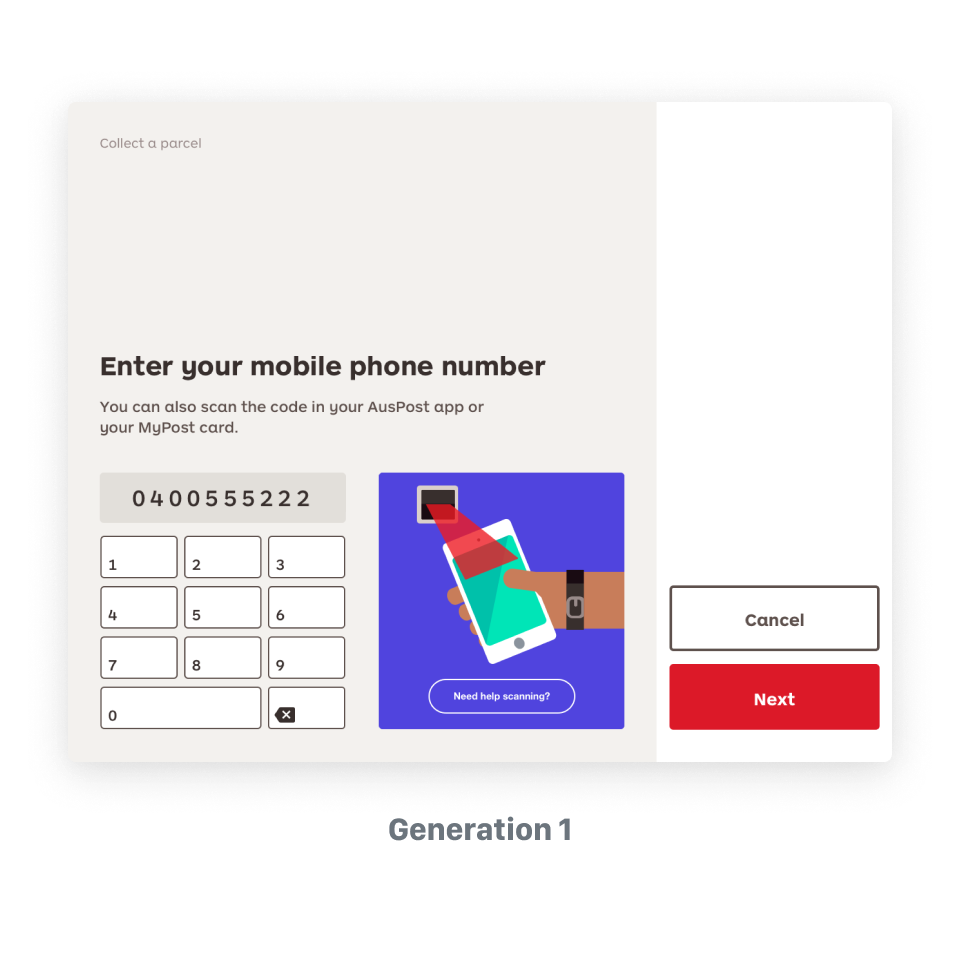 Collect a parcel
Enter your mobile phone number
You can also scan the code in your AusPost app or
your MyPost card.
0400555222
1 2 3
4 5 6
7 8 9
0
Need help scanning?
Cancel
Next
Generation 1